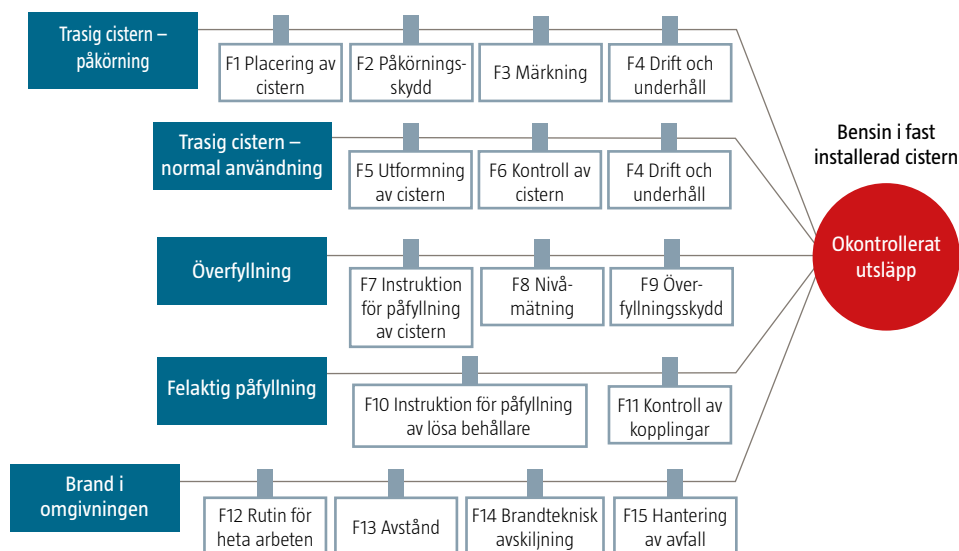 Trasig cistern –
påkörning
F1 Placering av
cistern
F2 Påkörnings-
skydd
F3 Märkning
F4 Drift och
underhåll
Trasig cistern –
normal användning
F5 Utformning
av cistern
F6 Kontroll av
cistern
F4 Drift och
underhåll
Bensin i fast
installerad cistern
Okontrollerat
utsläpp
Överfyllning
F7 Instruktion
för påfyllning
av cistern
F8 Nivå-
mätning
F9 Över-
fyllningsskydd
Felaktig påfyllning
F10 Instruktion för påfyllning
av lösa behållare
F11 Kontroll av
kopplingar
Brand i
omgivningen
F12 Rutin för
heta arbeten
F13 Avstånd
F14 Brandteknisk
avskiljning
F15 Hantering
av avfall